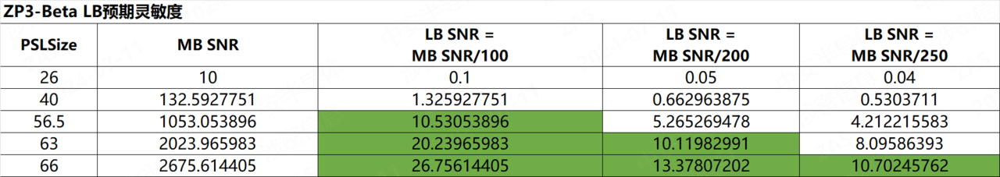 ZP3-Beta LB预期灵敏度
PSLSize MB SNR LB SNR = MB SNR/100 LB SNR = MB SNR/200 LB SNR = MB SNR/250
26 10 0.1 0.05 0.04
40 132.5927751 1.325927751 0.662963875 0.5303711
56.5 1053.053896 10.53053896 5.265269478 4.212215583
63 2023.965983 20.23965983 10.11982991 8.09586393
66 2675.614405 26.75614405 13.37807202 10.70245762